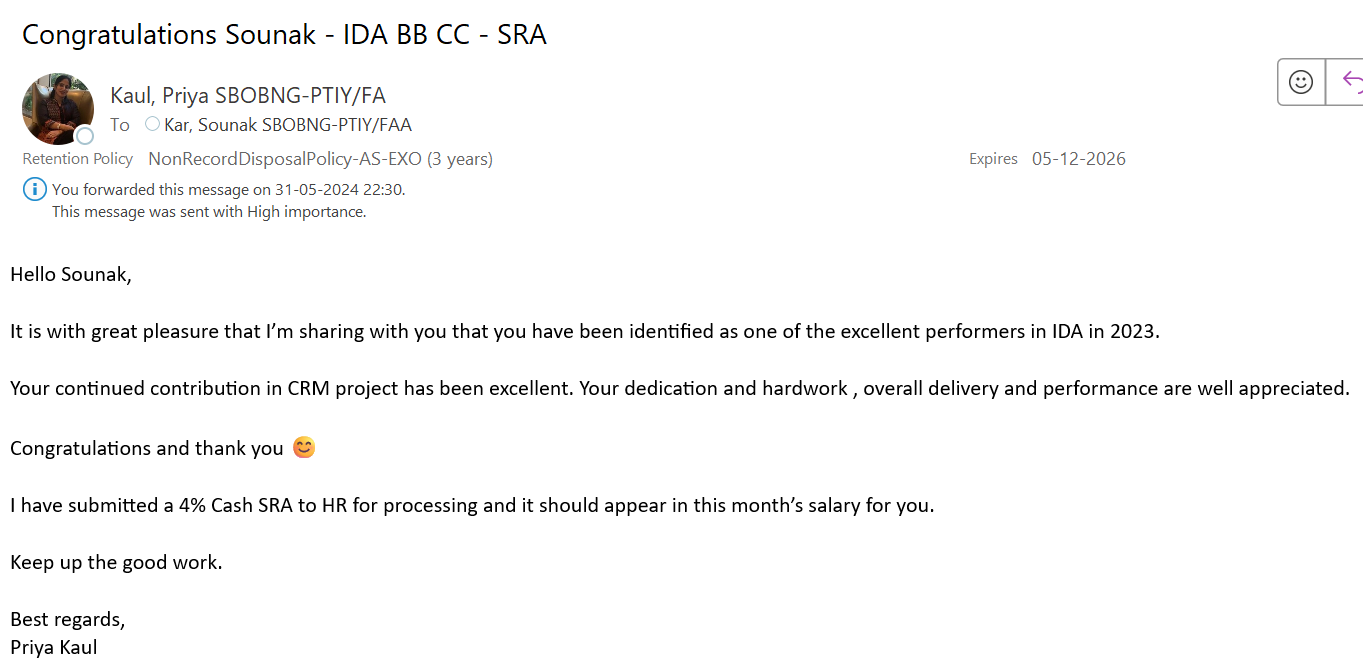 Congratulations Sounak - IDA BB CC - SRA
Kaul, Priya SBOBNG-PTIY/FA
To Kar, Sounak SBOBNG-PTIY/FAA
Retention Policy NonRecordDisposalPolicy-AS-EXO (3 years) Expires 05-12-2026
You forwarded this message on 31-05-2024 22:30.
This message was sent with High importance.
Hello Sounak,
It is with great pleasure that I’m sharing with you that you have been identified as one of the excellent performers in IDA in 2023.
Your continued contribution in CRM project has been excellent. Your dedication and hardwork , overall delivery and performance are well appreciated.
Congratulations and thank you 😊
I have submitted a 4% Cash SRA to HR for processing and it should appear in this month’s salary for you.
Keep up the good work.
Best regards,
Priya Kaul